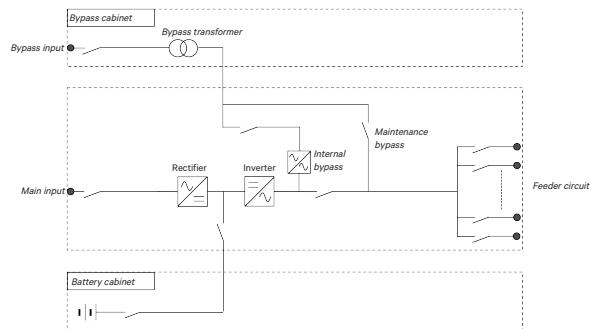 Bypass cabinet
Bypass transformer
Bypass input
Maintenance
bypass
Internal
bypass
Rectifier
Inverter
Main input
Feeder circuit
Battery cabinet